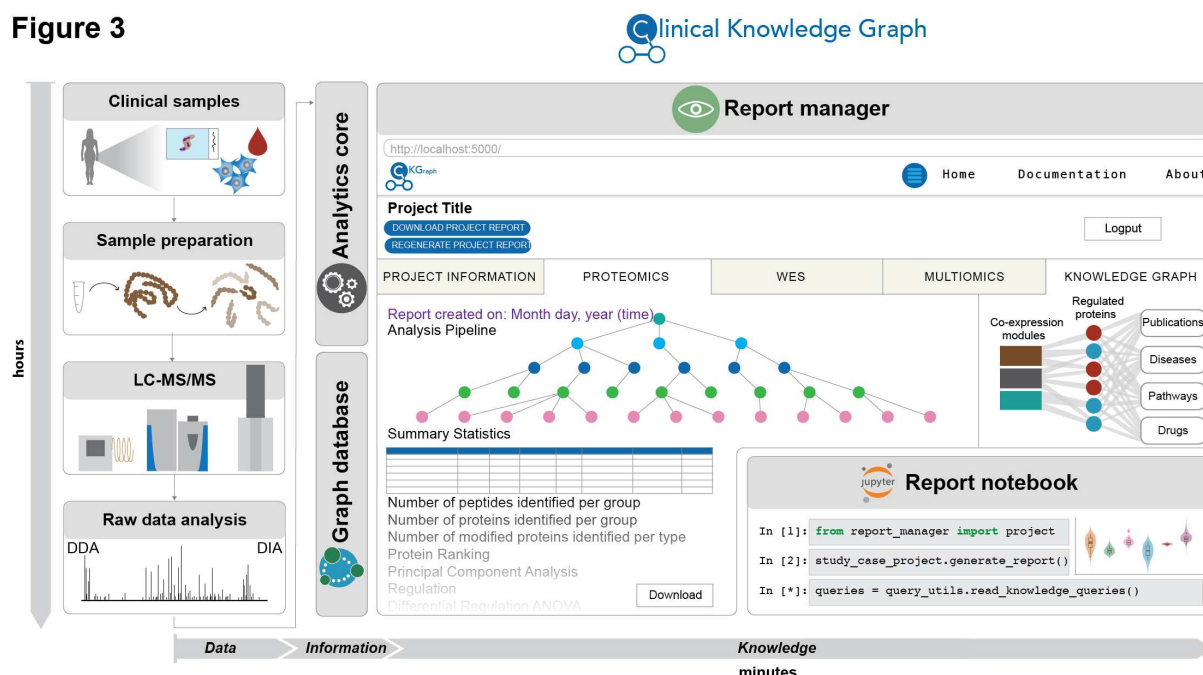 Figure 3
Clinical Knowledge Graph
hours
Clinical samples
Sample preparation
LC-MS/MS
Raw data analysis
DDA
DIA
Analytics core
Graph database
Report manager
http://localhost:5000/
CKGraph
Home
Documentation
About
Project Title
DOWNLOAD PROJECT REPORT
REGENERATE PROJECT REPORT
Logput
PROJECT INFORMATION
PROTEOMICS
WES
MULTIOMICS
KNOWLEDGE GRAPH
Report created on: Month day, year (time)
Analysis Pipeline
Summary Statistics
Number of peptides identified per group
Number of proteins identified per group
Number of modified proteins identified per type
Protein Ranking
Principal Component Analysis
Regulation
Differential Regulation ANOVA
Download
Co-expression
modules
Regulated
proteins
Publications
Diseases
Pathways
Drugs
jupyter
Report notebook
In [1]: from report_manager import project
In [2]: study_case_project.generate_report()
In [*]: queries = query_utils.read_knowledge_queries()
Data
Information
Knowledge
minutes